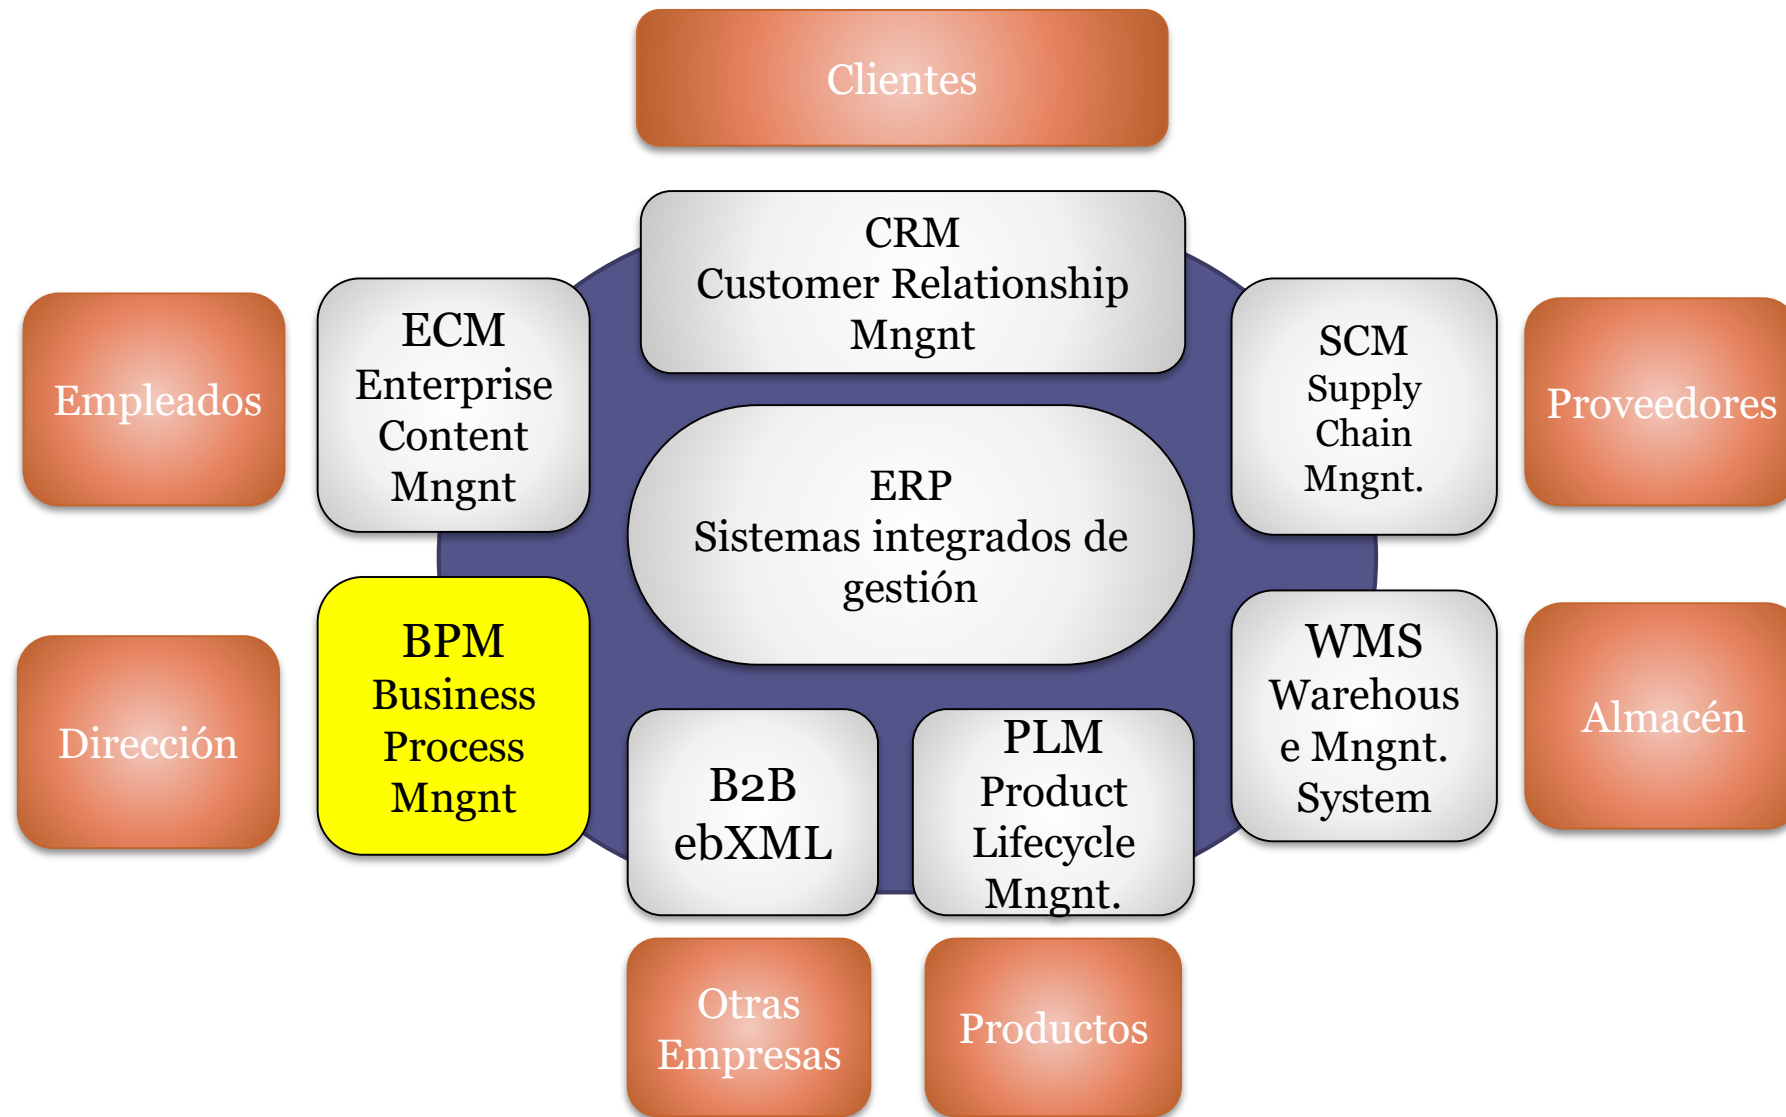 Clientes
CRM
Customer Relationship
Mngnt
Empleados
ECM
Enterprise
Content
Mngnt
SCM
Supply
Chain
Mngnt.
Proveedores
ERP
Sistemas integrados de
gestión
Dirección
BPM
Business
Process
Mngnt
WMS
Warehous
e Mngnt.
System
Almacén
B2B
ebXML
PLM
Product
Lifecycle
Mngnt.
Otras
Empresas
Productos